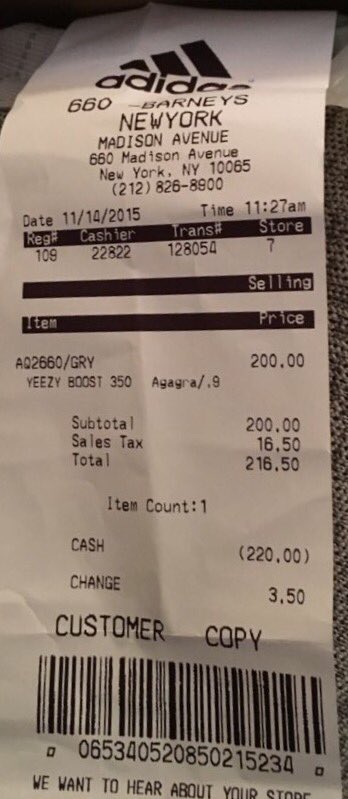 adidas
660 -BARNEYS
NEWYORK
MADISON AVENUE
660 Madison Avenue
New York, NY 10065
(212) 826-8900
Date 11/14/2015 Time 11:27am
Reg# Cashier Trans# Store
109 22822 128054 7
Selling
Item Price
AQ2660/GRY 200.00
YEEZY BOOST 350 Agagra/.9
Subtotal 200.00
Sales Tax 16.50
Total 216.50
Item Count:1
CASH (220.00)
CHANGE 3.50
CUSTOMER COPY
065340520850215234
WE WANT TO HEAR ABOUT YOUR STORE